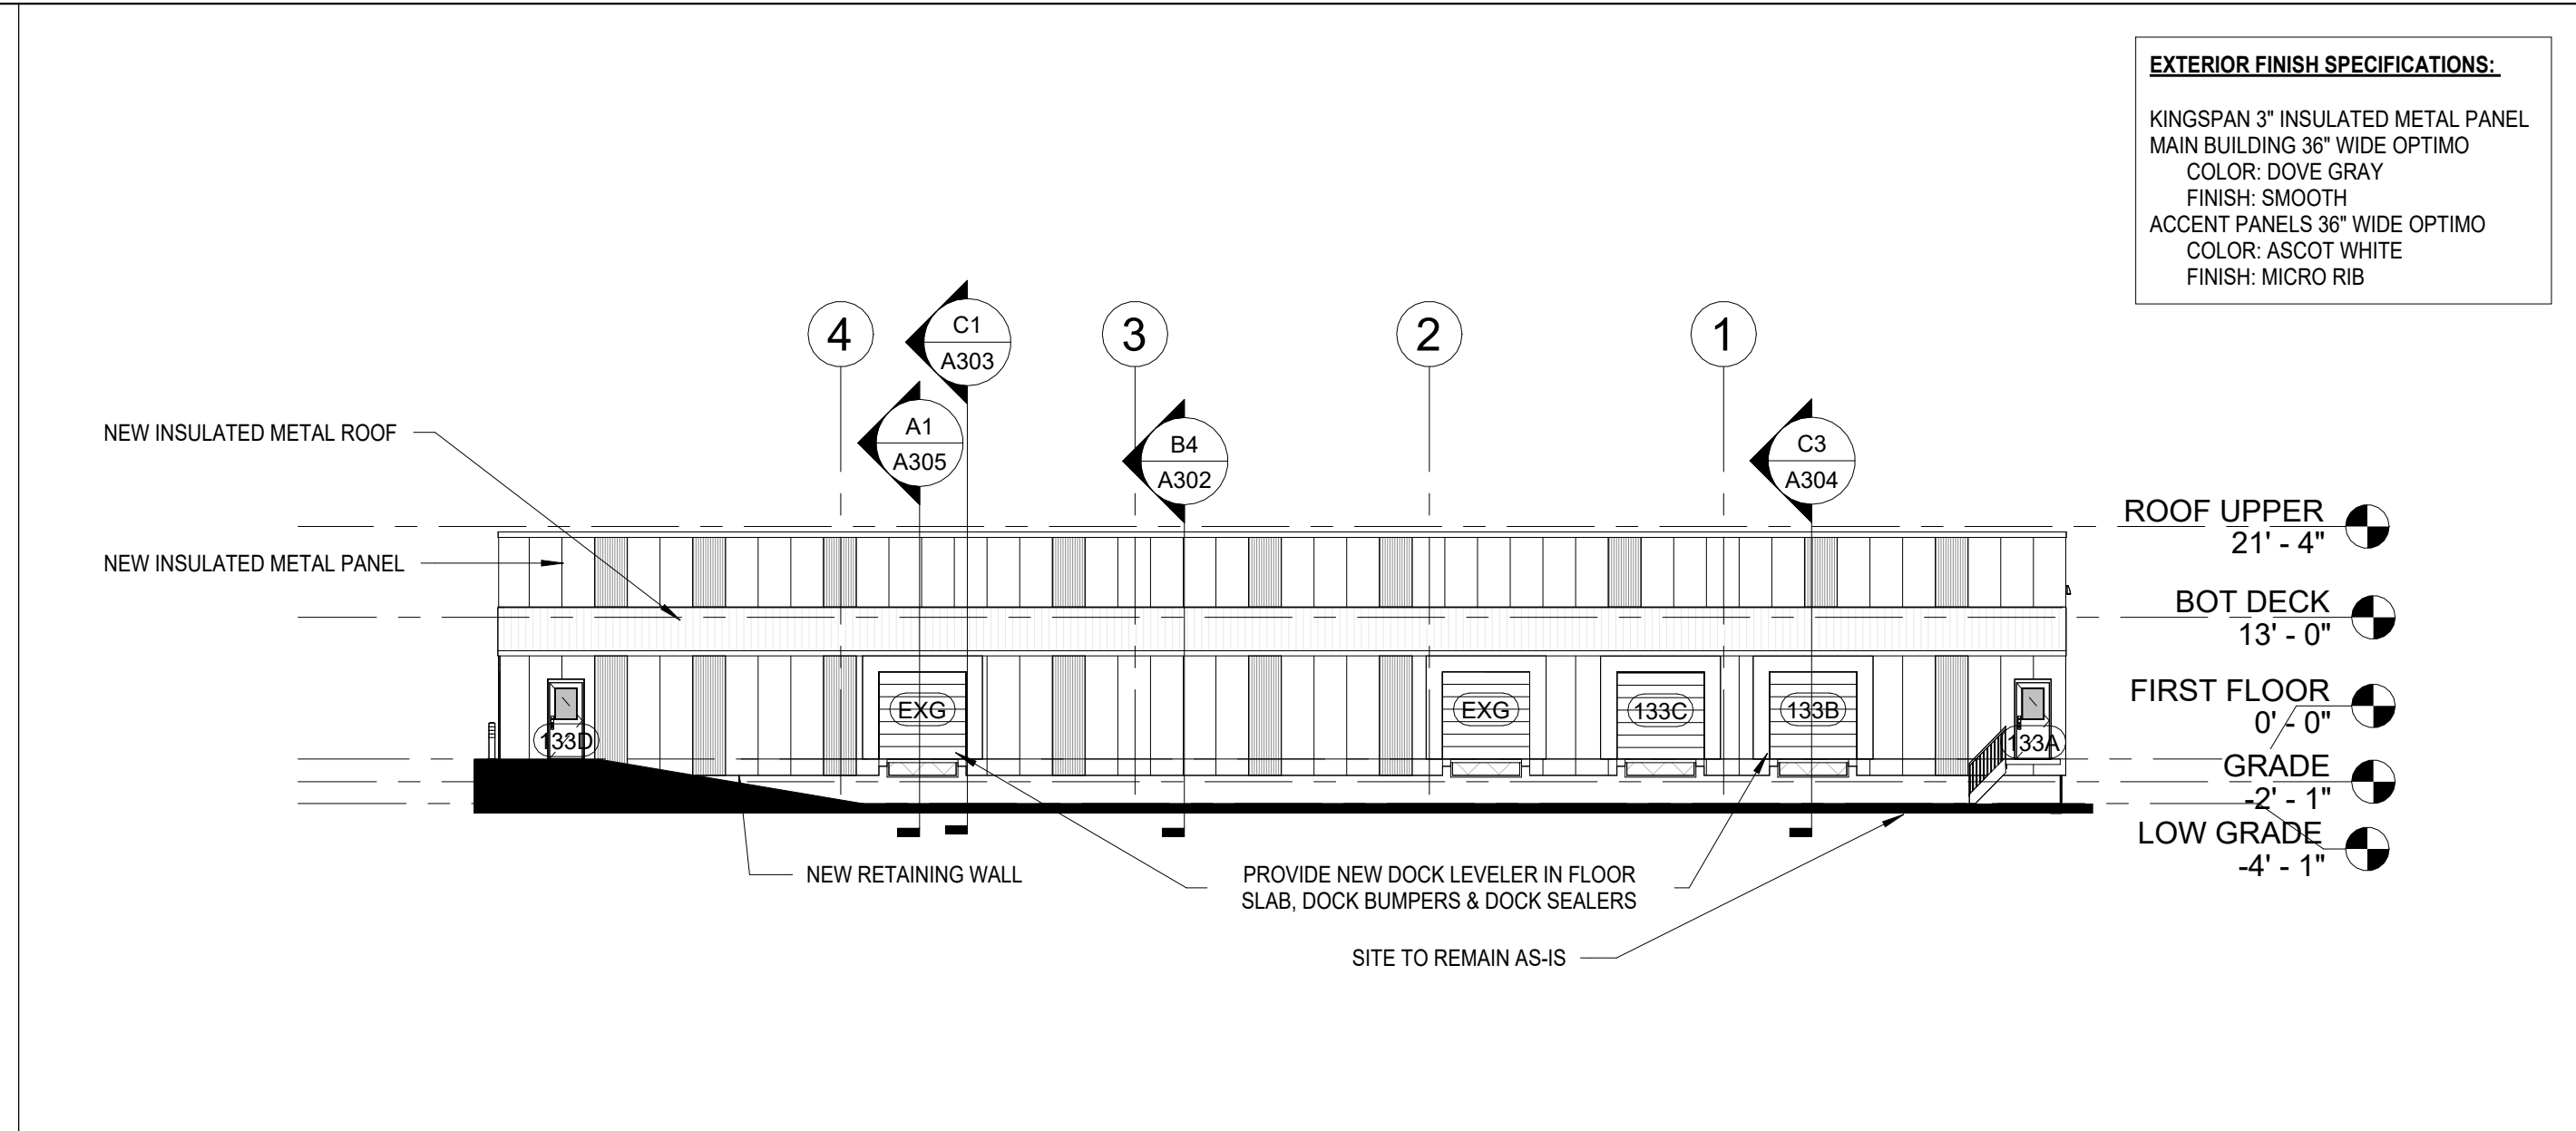 EXTERIOR FINISH SPECIFICATIONS:
KINGSPAN 3" INSULATED METAL PANEL
MAIN BUILDING 36" WIDE OPTIMO
COLOR: DOVE GRAY
FINISH: SMOOTH
ACCENT PANELS 36" WIDE OPTIMO
COLOR: ASCOT WHITE
FINISH: MICRO RIB
4
C1
A303
3
2
1
A1
A305
B4
A302
C3
A304
NEW INSULATED METAL ROOF
NEW INSULATED METAL PANEL
ROOF UPPER
21' - 4"
BOT DECK
13' - 0"
FIRST FLOOR
0' - 0"
GRADE
-2' - 1"
LOW GRADE
-4' - 1"
133D
EXG
EXG
133C
133B
133A
NEW RETAINING WALL
PROVIDE NEW DOCK LEVELER IN FLOOR
SLAB, DOCK BUMPERS & DOCK SEALERS
SITE TO REMAIN AS-IS